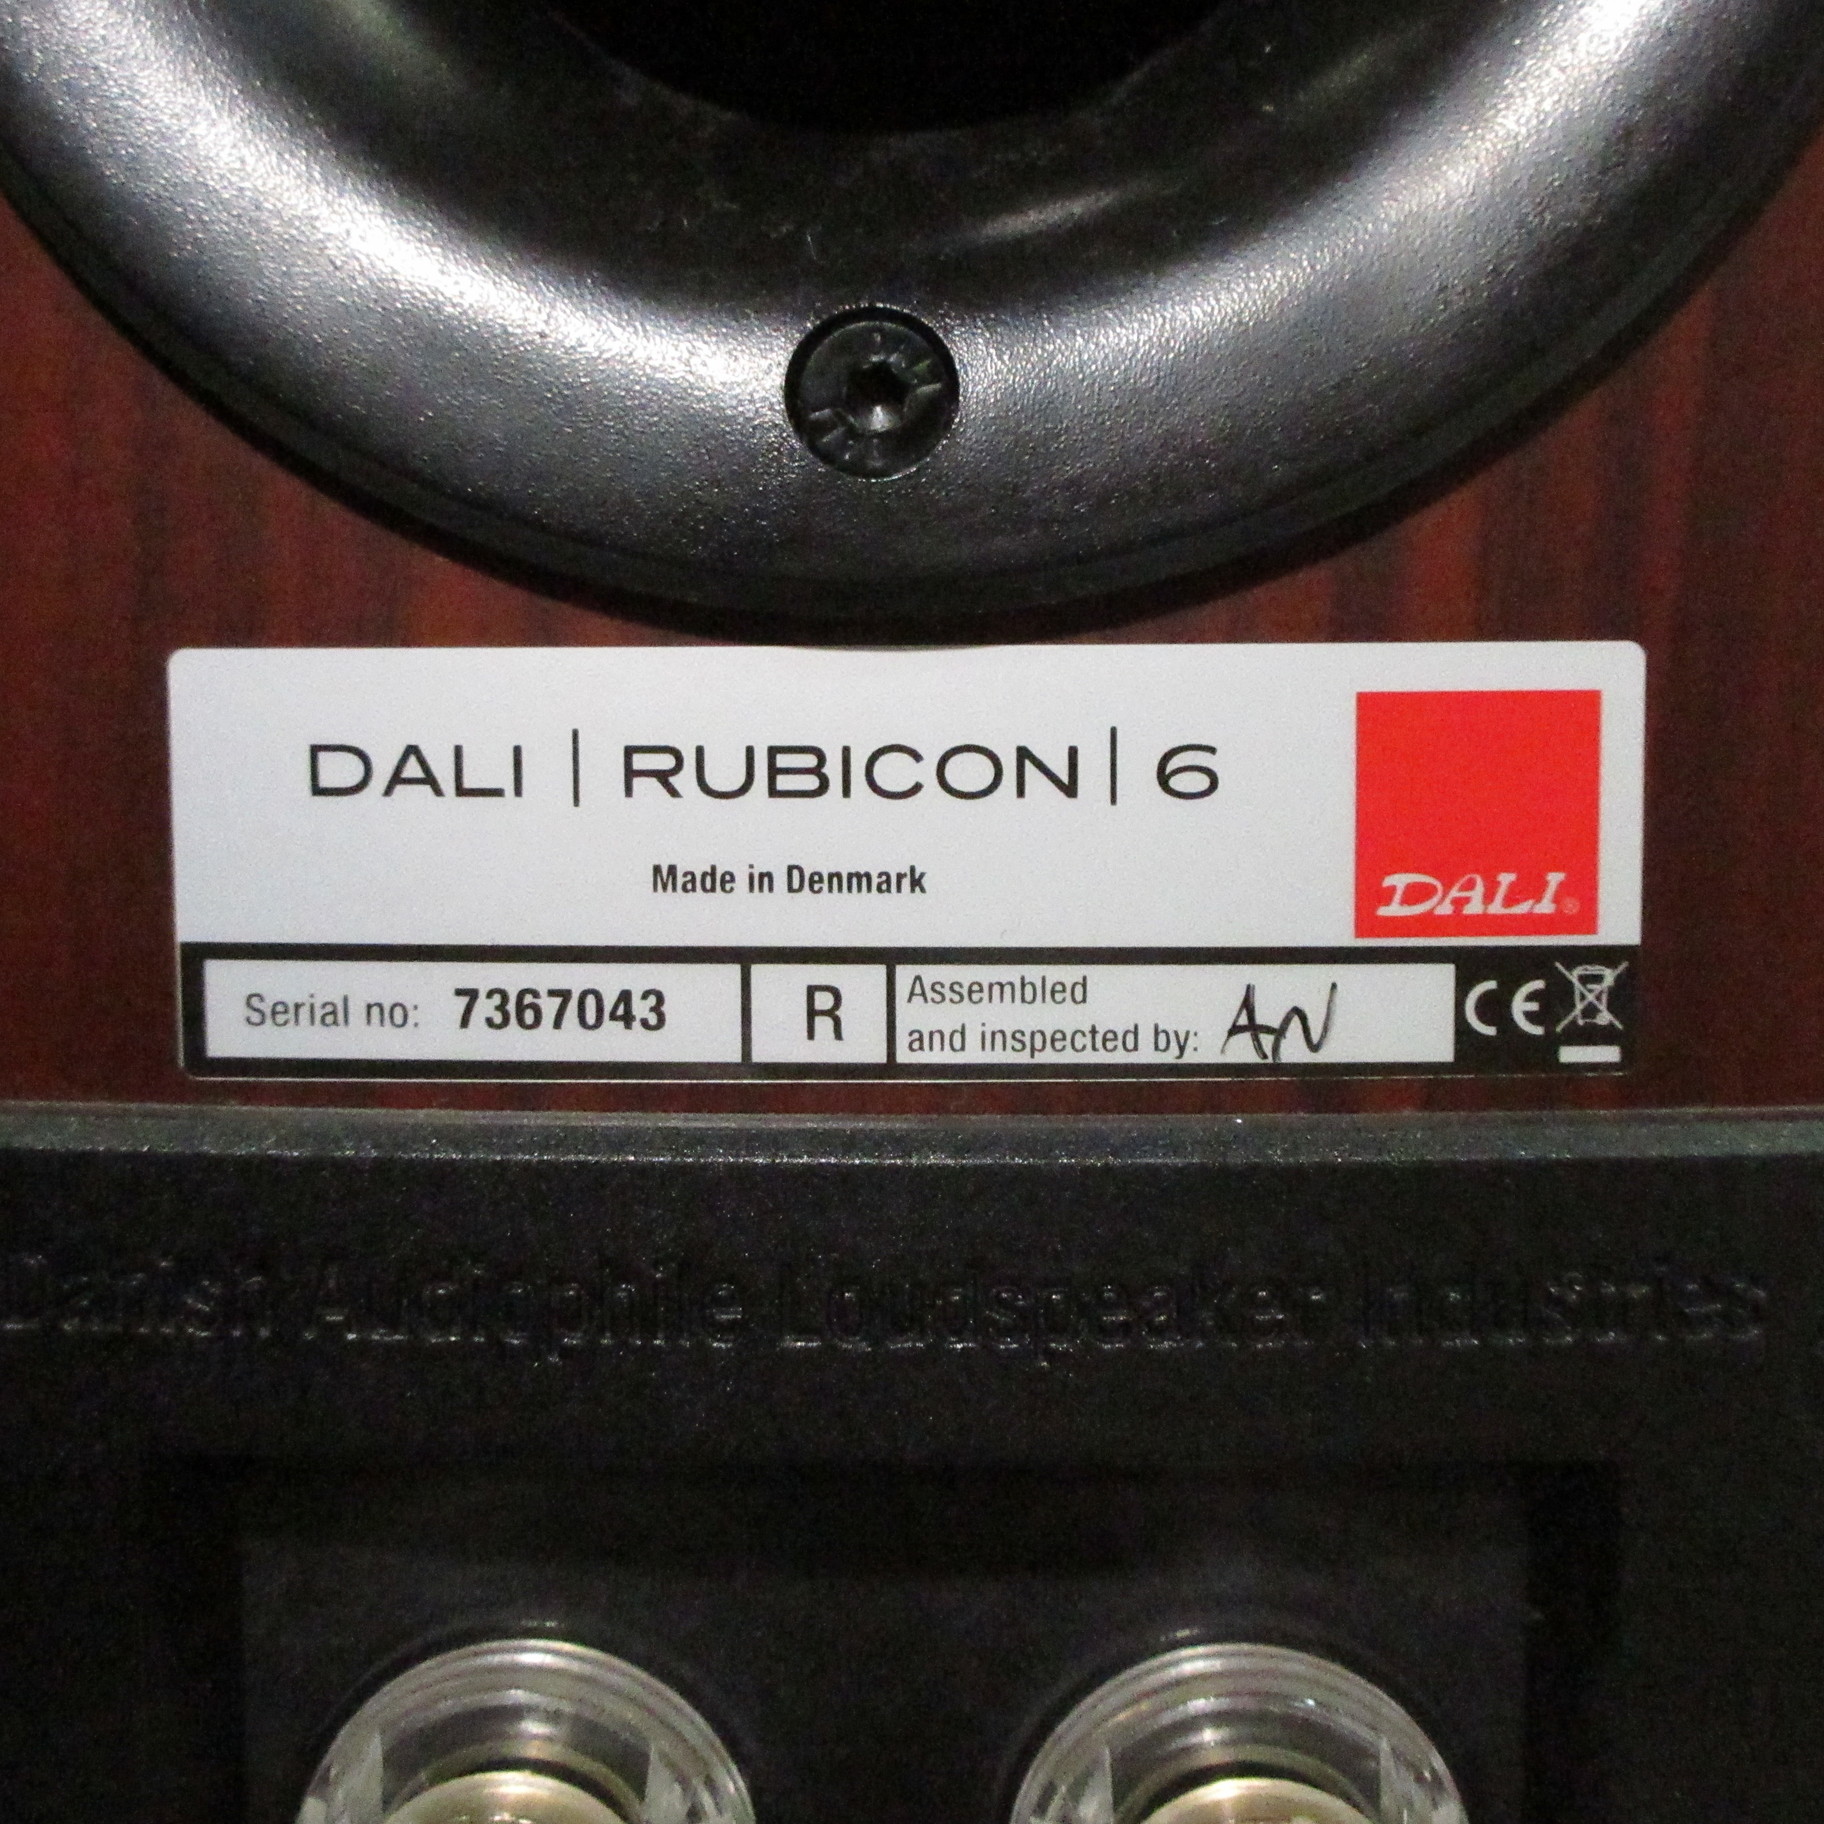 DALI | RUBICON | 6
Made in Denmark
DALI®
Serial no: 7367043
R
Assembled
and inspected by: AN
CE
Danish Audiophile Loudspeaker Industries